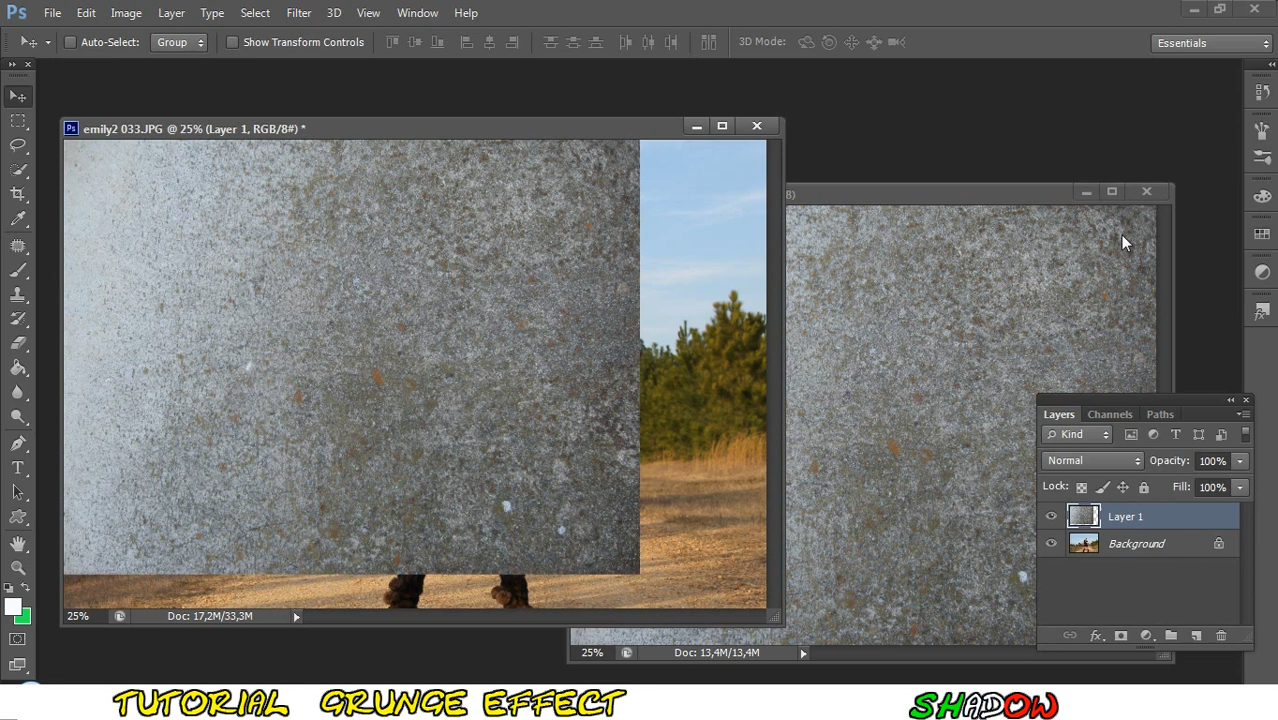 Ps File Edit Image Layer Type Select Filter 3D View Window Help
Auto-Select: Group Show Transform Controls 3D Mode: Essentials
Ps emily2 033.JPG @ 25% (Layer 1, RGB/8#) *
8)
Layers Channels Paths
Kind T
Normal Opacity: 100%
Lock: Fill: 100%
Layer 1
Background
25% Doc: 17,2M/33,3M
fx
25% Doc: 13,4M/13,4M
TUTORIAL GRUNGE EFFECT SHADOW